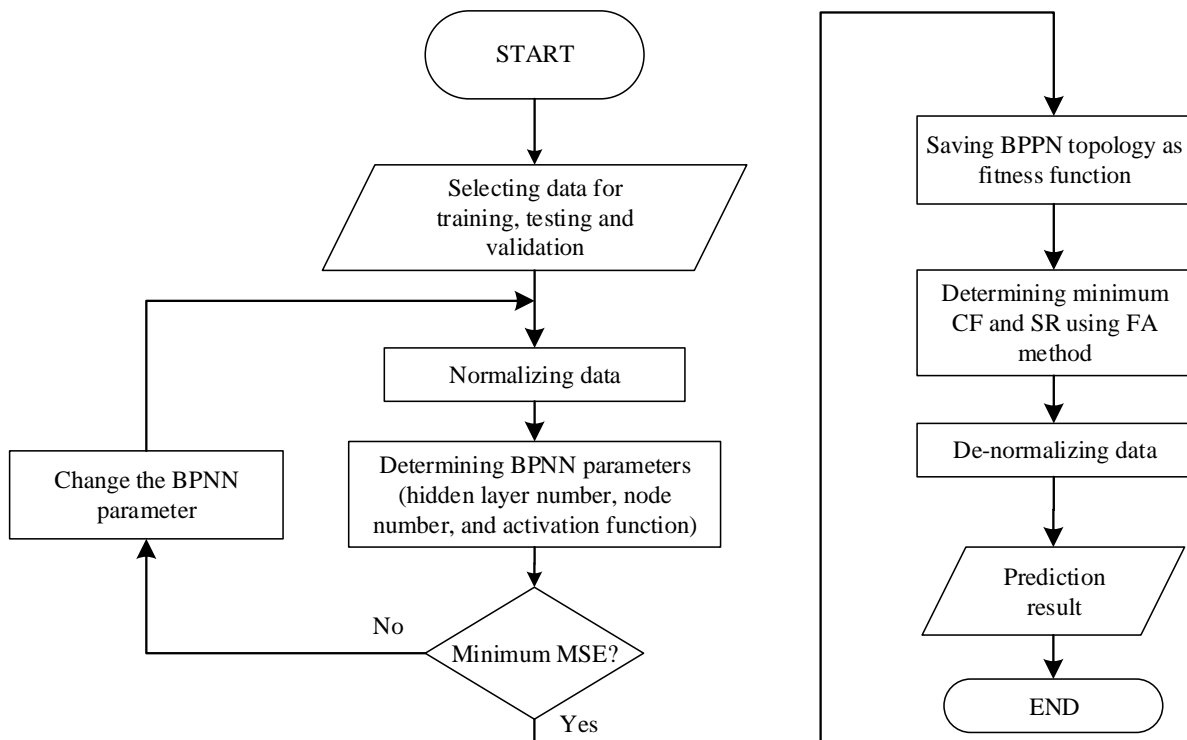 START
Selecting data for
training, testing and
validation
Normalizing data
Determining BPNN parameters
(hidden layer number, node
number, and activation function)
Change the BPNN
parameter
No
Minimum MSE?
Yes
Saving BPPN topology as
fitness function
Determining minimum
CF and SR using FA
method
De-normalizing data
Prediction
result
END